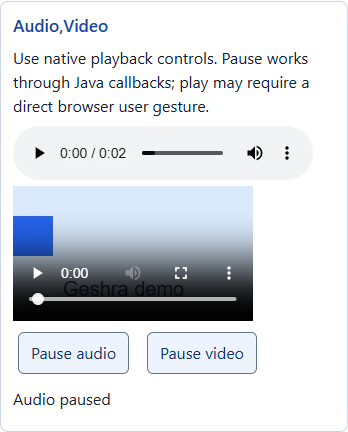 Audio,Video
Use native playback controls. Pause works
through Java callbacks; play may require a
direct browser user gesture.
0:00 / 0:02
0:00
Geshra demo
Pause audio
Pause video
Audio paused